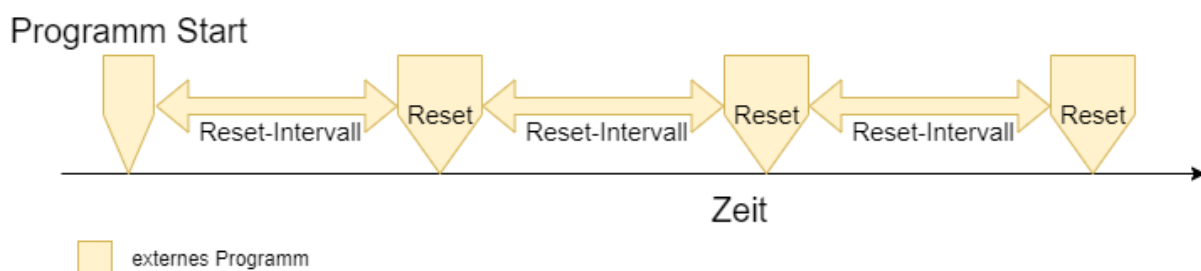 Programm Start
Reset
Reset
Reset
Reset-Intervall
Reset-Intervall
Reset-Intervall
Zeit
externes Programm